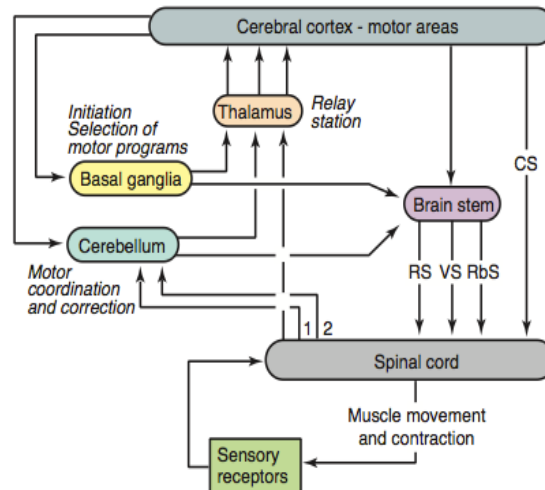 Cerebral cortex - motor areas
Initiation
Selection of
motor programs
Thalamus
Relay
station
CS
Basal ganglia
Brain stem
Cerebellum
RS VS RbS
Motor
coordination
and correction
1 2
Spinal cord
Muscle movement
and contraction
Sensory
receptors